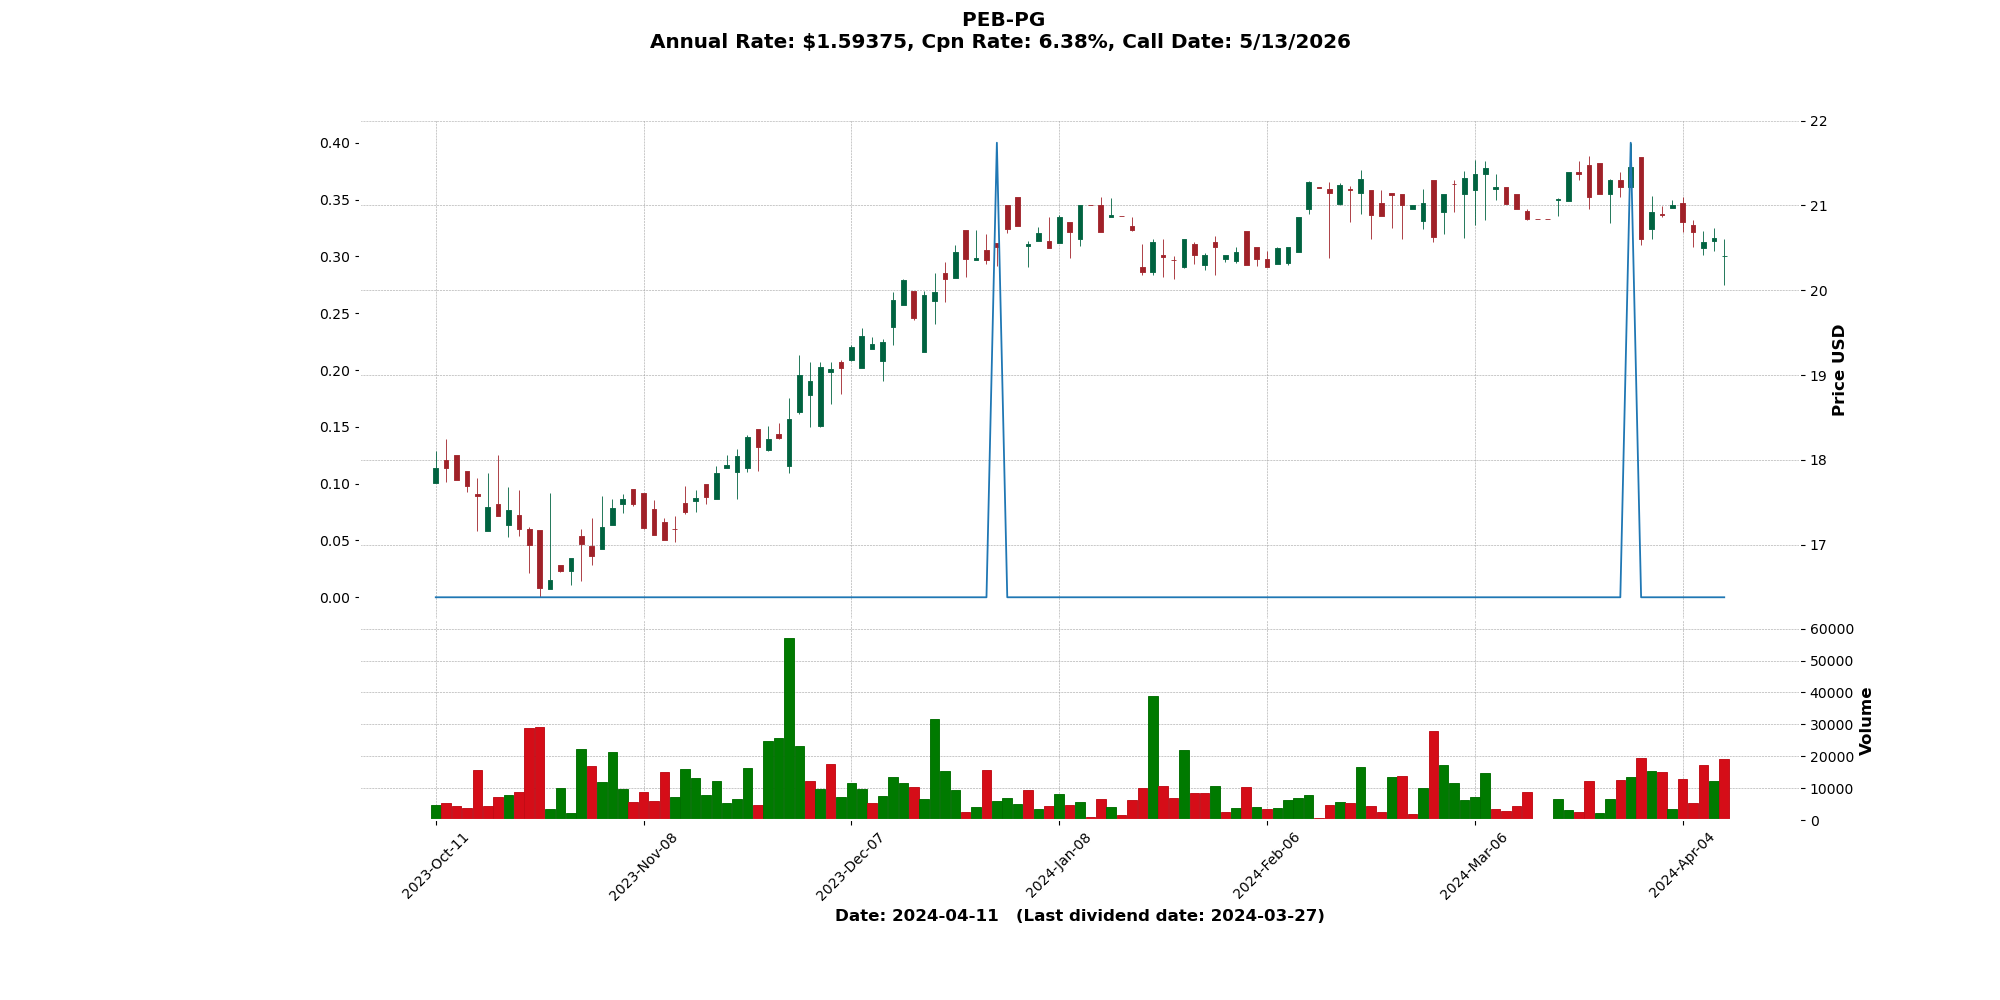 PEB-PG
Annual Rate: $1.59375, Cpn Rate: 6.38%, Call Date: 5/13/2026
0.40
0.35
0.30
0.25
0.20
0.15
0.10
0.05
0.00
22
21
20
19
18
17
Price USD
60000
50000
40000
30000
20000
10000
0
Volume
2023-Oct-11
2023-Nov-08
2023-Dec-07
2024-Jan-08
2024-Feb-06
2024-Mar-06
2024-Apr-04
Date: 2024-04-11 (Last dividend date: 2024-03-27)